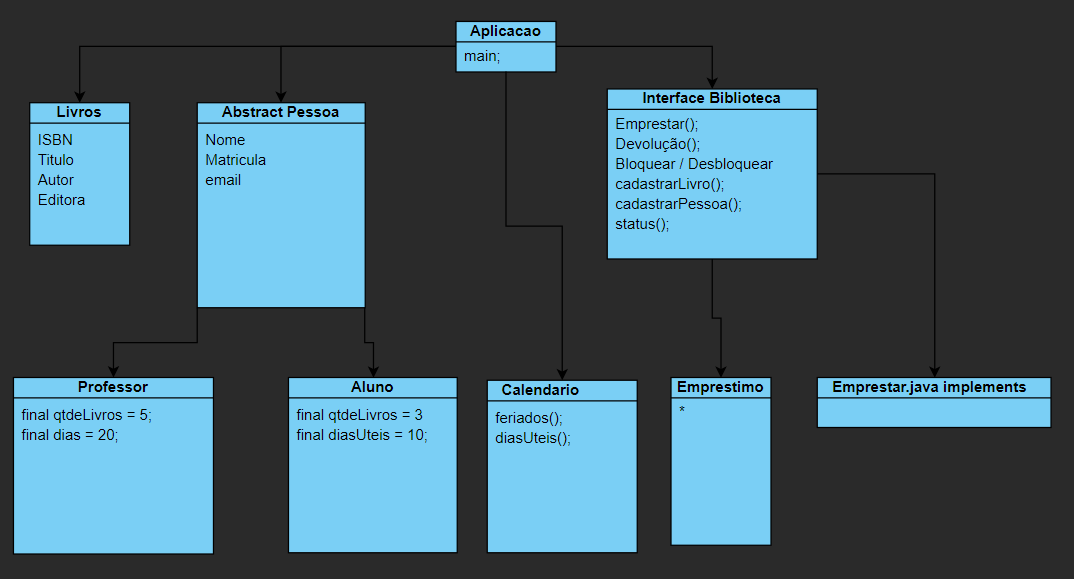 Aplicacao
main;
Livros
ISBN
Titulo
Autor
Editora
Abstract Pessoa
Nome
Matricula
email
Interface Biblioteca
Emprestar();
Devolução();
Bloquear / Desbloquear
cadastrarLivro();
cadastrarPessoa();
status();
Professor
final qtdeLivros = 5;
final dias = 20;
Aluno
final qtdeLivros = 3
final diasUteis = 10;
Calendario
feriados();
diasUteis();
Emprestimo
*
Emprestar.java implements